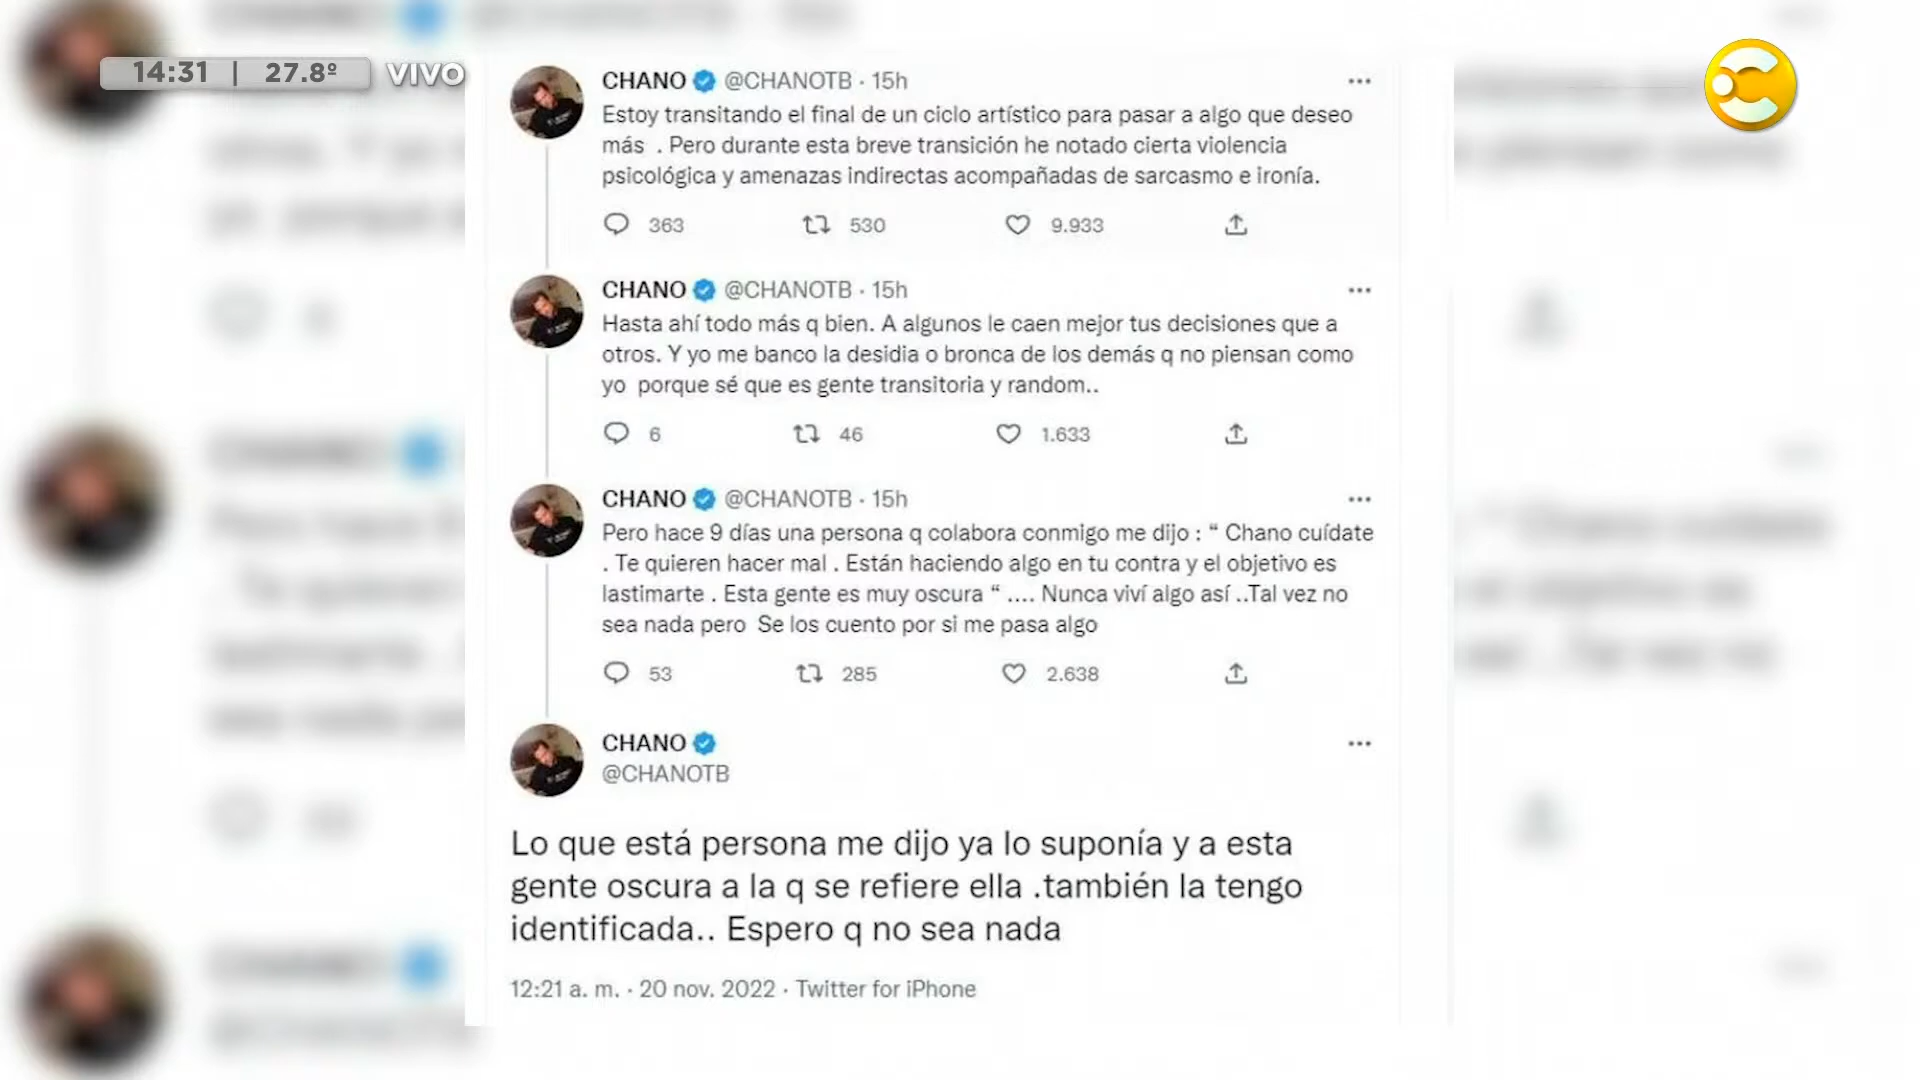 14:31 | 27.8º VIVO
CHANO @CHANOTB · 15h
Estoy transitando el final de un ciclo artístico para pasar a algo que deseo
más . Pero durante esta breve transición he notado cierta violencia
psicológica y amenazas indirectas acompañadas de sarcasmo e ironía.
363 530 9.933
CHANO @CHANOTB · 15h
Hasta ahí todo más q bien. A algunos le caen mejor tus decisiones que a
otros. Y yo me banco la desidia o bronca de los demás q no piensan como
yo  porque sé que es gente transitoria y random..
6 46 1.633
CHANO @CHANOTB · 15h
Pero hace 9 días una persona q colabora conmigo me dijo : “ Chano cuídate
. Te quieren hacer mal . Están haciendo algo en tu contra y el objetivo es
lastimarte . Esta gente es muy oscura “ .... Nunca viví algo así ..Tal vez no
sea nada pero  Se los cuento por si me pasa algo
53 285 2.638
CHANO
@CHANOTB
Lo que está persona me dijo ya lo suponía y a esta
gente oscura a la q se refiere ella .también la tengo
identificada.. Espero q no sea nada
12:21 a. m. · 20 nov. 2022 · Twitter for iPhone